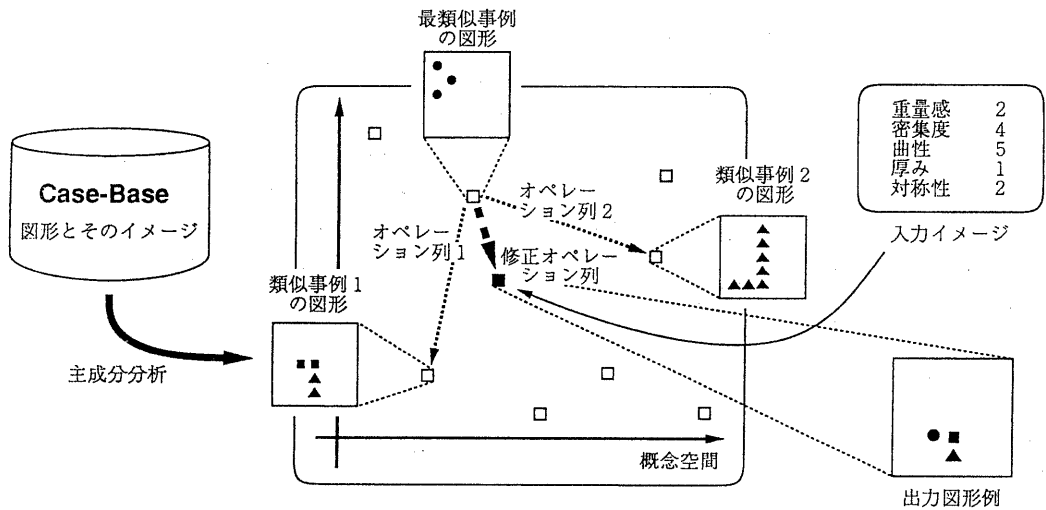 最類似事例
の図形
Case-Base
図形とそのイメージ
主成分分析
類似事例1
の図形
オペレー
ション列1
オペレー
ション列2
修正オペレー
ション列
類似事例2
の図形
概念空間
重量感 2
密集度 4
曲性 5
厚み 1
対称性 2
入力イメージ
出力図形例